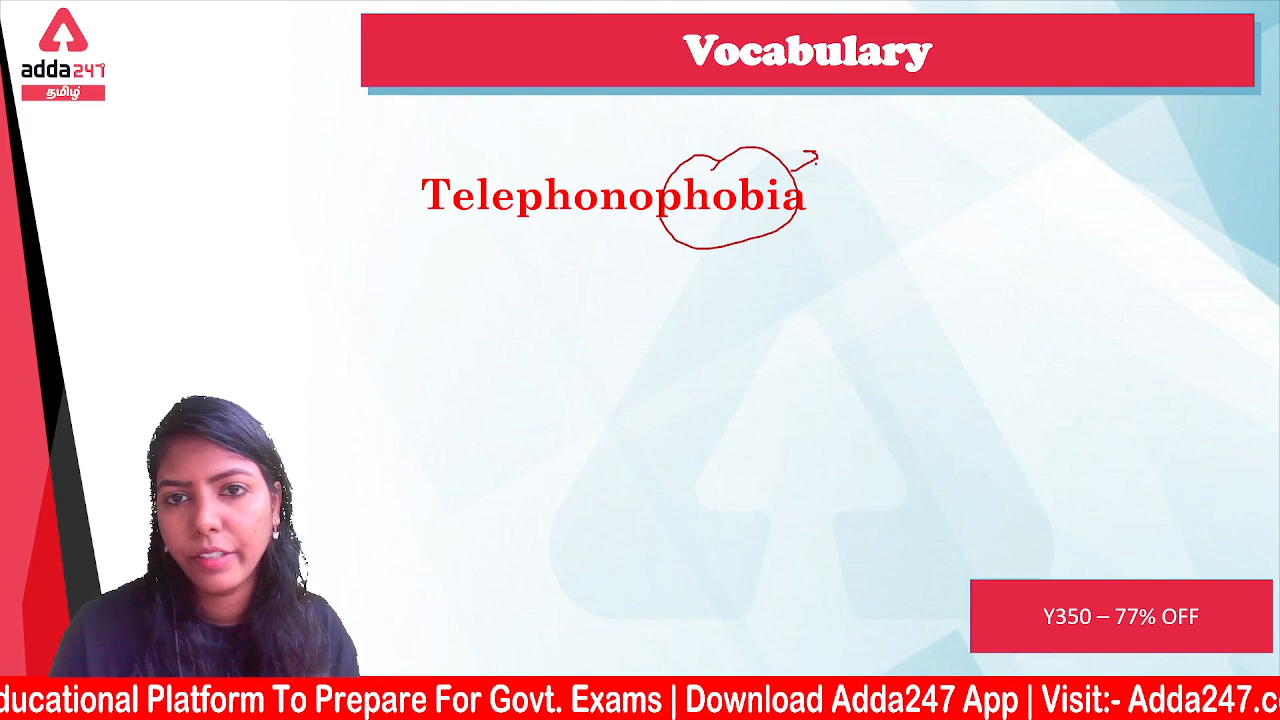 adda247
தமிழ்
Vocabulary
Telephonophobia
?
Y350 – 77% OFF
ducational Platform To Prepare For Govt. Exams | Download Adda247 App | Visit:- Adda247.c